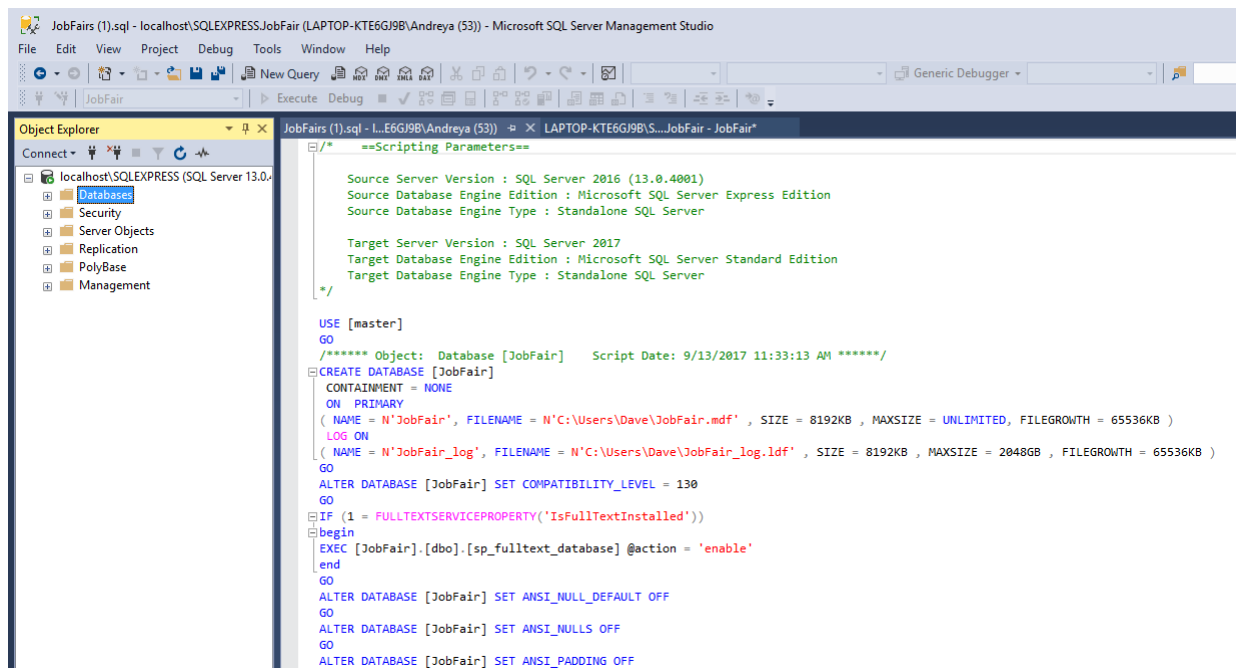 JobFairs (1).sql - localhost\SQLEXPRESS.JobFair (LAPTOP-KTE6GJ9B\Andreya (53)) - Microsoft SQL Server Management Studio
File Edit View Project Debug Tools Window Help
New Query MDX DMX XMLA DAX Generic Debugger
JobFair Execute Debug
Object Explorer
JobFairs (1).sql - l...E6GJ9B\Andreya (53)) LAPTOP-KTE6GJ9B\S....JobFair - JobFair*
Connect
localhost\SQLEXPRESS (SQL Server 13.0.4
Databases
Security
Server Objects
Replication
PolyBase
Management
/* ==Scripting Parameters==
Source Server Version : SQL Server 2016 (13.0.4001)
Source Database Engine Edition : Microsoft SQL Server Express Edition
Source Database Engine Type : Standalone SQL Server
Target Server Version : SQL Server 2017
Target Database Engine Edition : Microsoft SQL Server Standard Edition
Target Database Engine Type : Standalone SQL Server
*/
USE [master]
GO
/****** Object: Database [JobFair] Script Date: 9/13/2017 11:33:13 AM ******/
CREATE DATABASE [JobFair]
CONTAINMENT = NONE
ON PRIMARY
( NAME = N'JobFair', FILENAME = N'C:\Users\Dave\JobFair.mdf' , SIZE = 8192KB , MAXSIZE = UNLIMITED, FILEGROWTH = 65536KB )
LOG ON
( NAME = N'JobFair_log', FILENAME = N'C:\Users\Dave\JobFair_log.ldf' , SIZE = 8192KB , MAXSIZE = 2048GB , FILEGROWTH = 65536KB )
GO
ALTER DATABASE [JobFair] SET COMPATIBILITY_LEVEL = 130
GO
IF (1 = FULLTEXTSERVICEPROPERTY('IsFullTextInstalled'))
begin
EXEC [JobFair].[dbo].[sp_fulltext_database] @action = 'enable'
end
GO
ALTER DATABASE [JobFair] SET ANSI_NULL_DEFAULT OFF
GO
ALTER DATABASE [JobFair] SET ANSI_NULLS OFF
GO
ALTER DATABASE [JobFair] SET ANSI_PADDING OFF